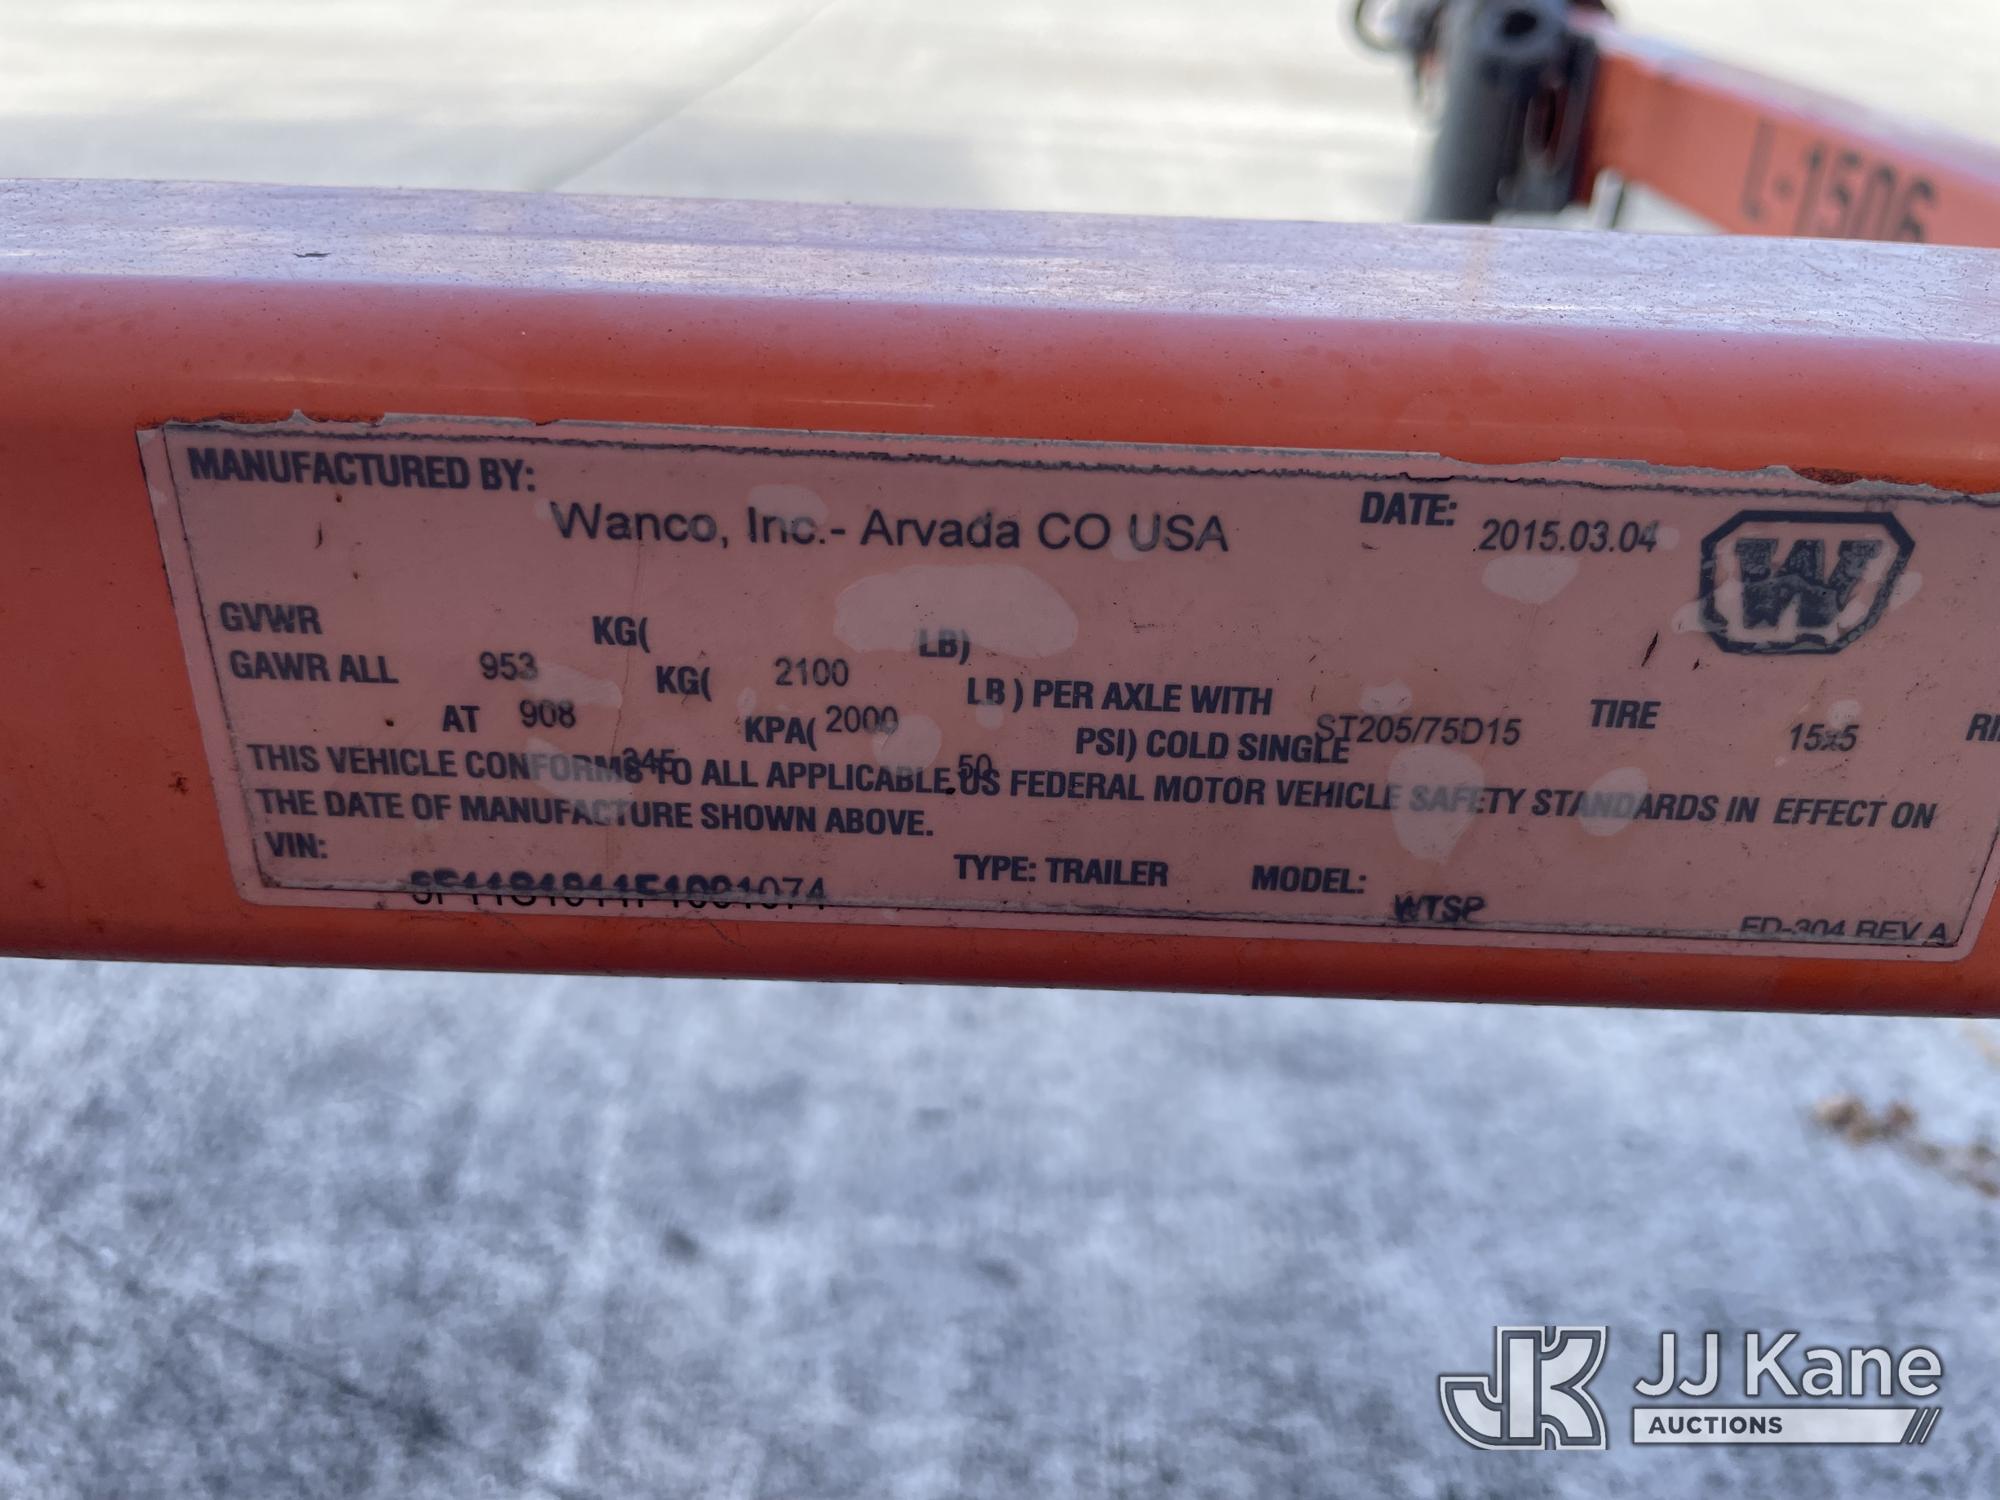 L-1506
MANUFACTURED BY:
Wanco, Inc.- Arvada CO USA
DATE: 2015.03.04
W
GVWR 953 KG( 2100 LB)
GAWR ALL 908 KG( 2000 LB ) PER AXLE WITH ST205/75D15 TIRE 15x5
AT 345 KPA( 50 PSI) COLD SINGLE
THIS VEHICLE CONFORMS TO ALL APPLICABLE US FEDERAL MOTOR VEHICLE SAFETY STANDARDS IN EFFECT ON
THE DATE OF MANUFACTURE SHOWN ABOVE.
VIN: TYPE: TRAILER MODEL: WTSP
ED-304 REV A
JK JJ Kane
AUCTIONS